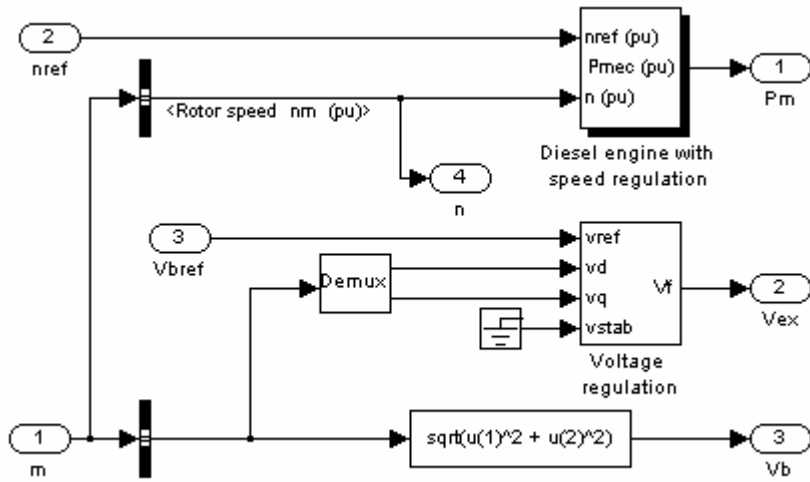 2
nref
nref (pu)
Pmec (pu)
n (pu)
1
Pm
<Rotor speed nm (pu)>
Diesel engine with
speed regulation
4
n
3
Vbref
Demux
vref
vd
vq
vstab
Vf
2
Vex
Voltage
regulation
1
m
sqrt(u(1)^2 + u(2)^2)
3
Vb